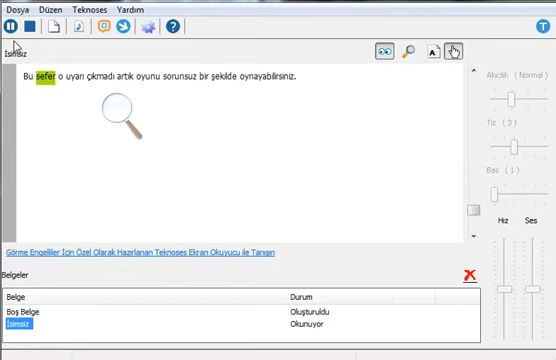 Dosya Düzen Teknoses Yardım
İsimsiz
Bu sefer o uyarı çıkmadı artık oyunu sorunsuz bir şekilde oynayabilirsiniz.
Akıcılık ( Normal )
Tiz ( 3 )
Bas ( 1 )
Hız Ses
Görme Engelliler İçin Özel Olarak Hazırlanan Teknoses Ekran Okuyucu ile Tanışın
Belgeler
Belge Durum
Boş Belge Oluşturuldu
İsimsiz Okunuyor